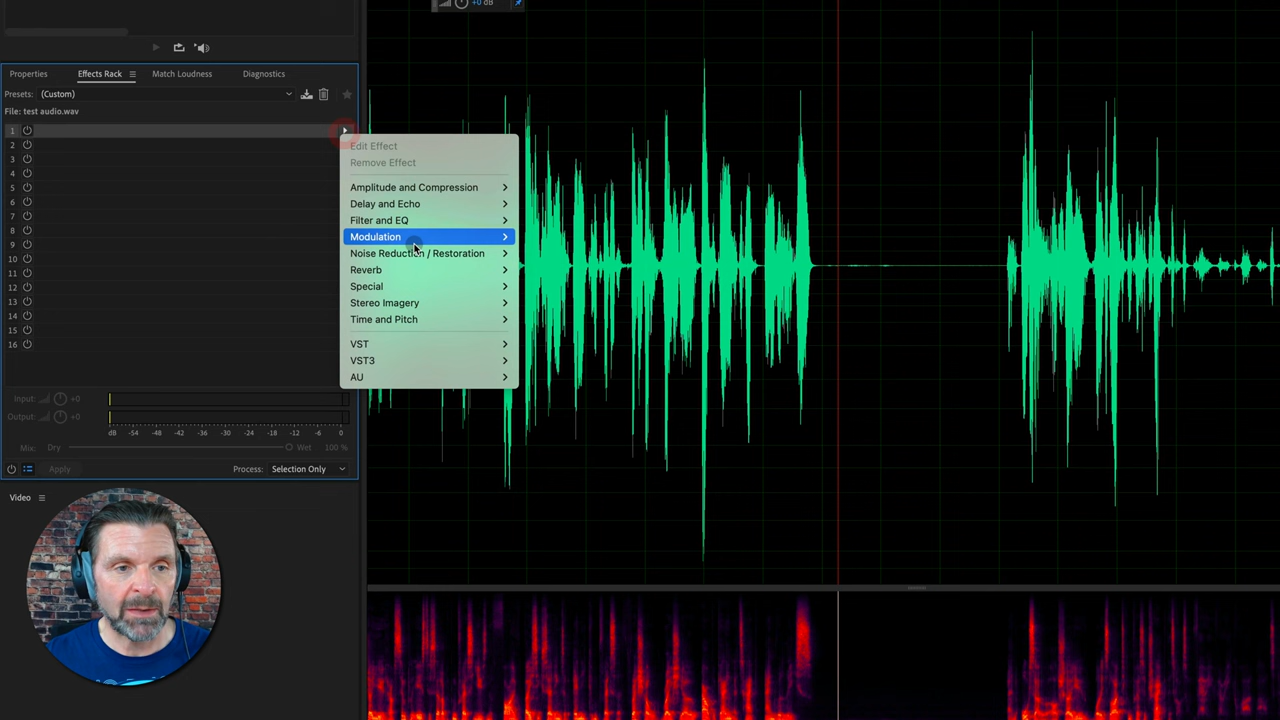 +0 dB
Properties
Effects Rack
Match Loudness
Diagnostics
Presets: (Custom)
File: test audio.wav
1
2
3
4
5
6
7
8
9
10
11
12
13
14
15
16
Edit Effect
Remove Effect
Amplitude and Compression
Delay and Echo
Filter and EQ
Modulation
Noise Reduction / Restoration
Reverb
Special
Stereo Imagery
Time and Pitch
VST
VST3
AU
Input: +0
Output: +0
dB -54 -48 -42 -36 -30 -24 -18 -12 -6 0
Mix: Dry Wet 100 %
Apply
Process: Selection Only
Video